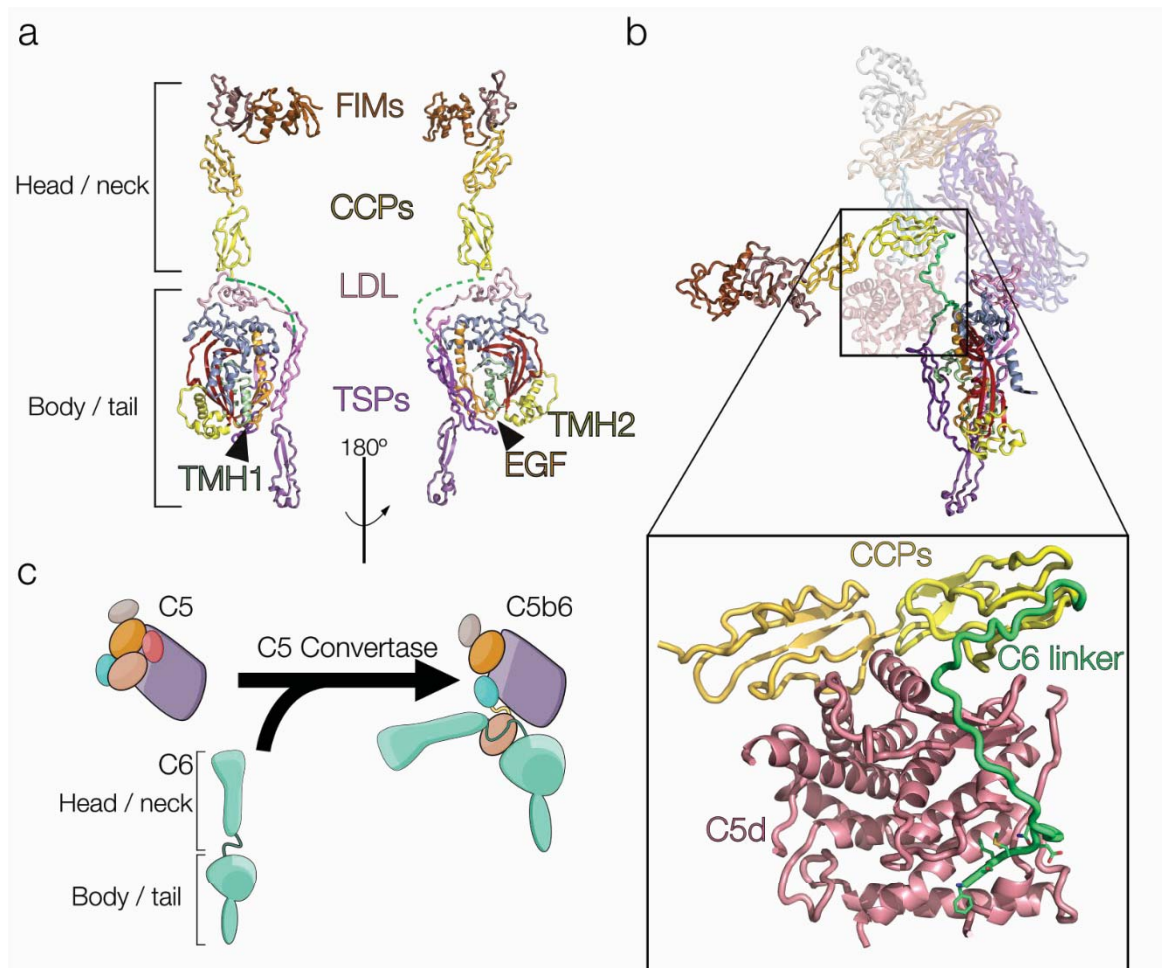 a
FIMs
Head / neck
CCPs
LDL
Body / tail
TSPs
TMH2
180º
EGF
TMH1
b
CCPs
C6 linker
C5d
c
C5
C5b6
C5 Convertase
C6
Head / neck
Body / tail